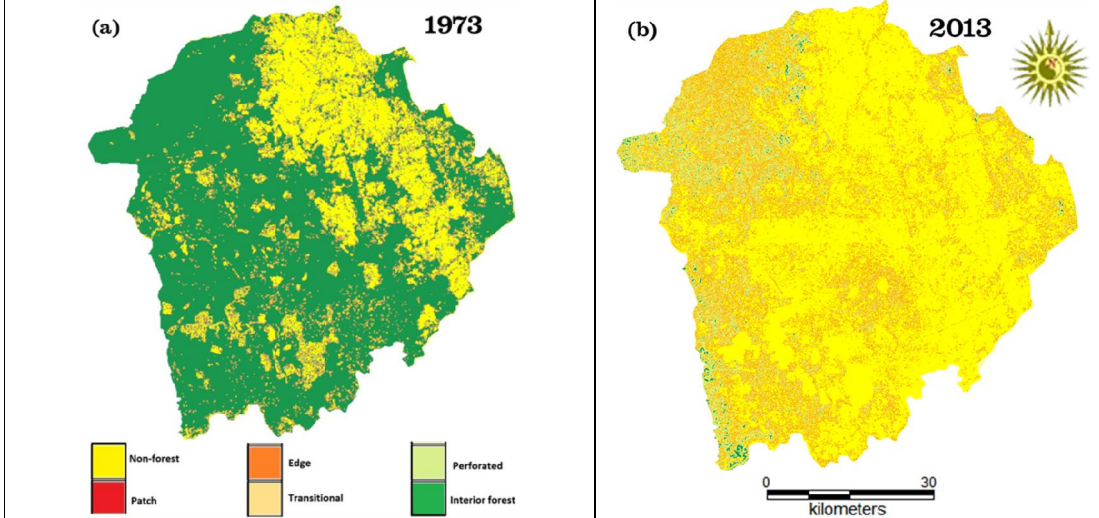 (a) 1973
(b) 2013
Non-forest
Patch
Edge
Transitional
Perforated
Interior forest
0 30
kilometers